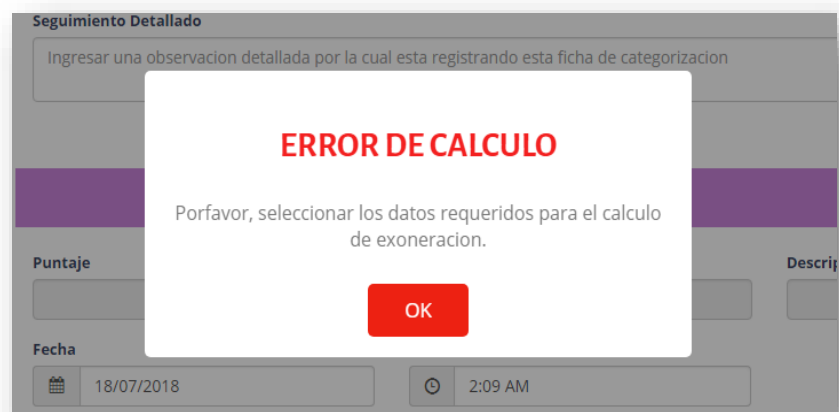 Seguimiento Detallado
Ingresar una observacion detallada por la cual esta registrando esta ficha de categorizacion
ERROR DE CALCULO
Porfavor, seleccionar los datos requeridos para el calculo
de exoneracion.
OK
Puntaje
Fecha
18/07/2018
2:09 AM